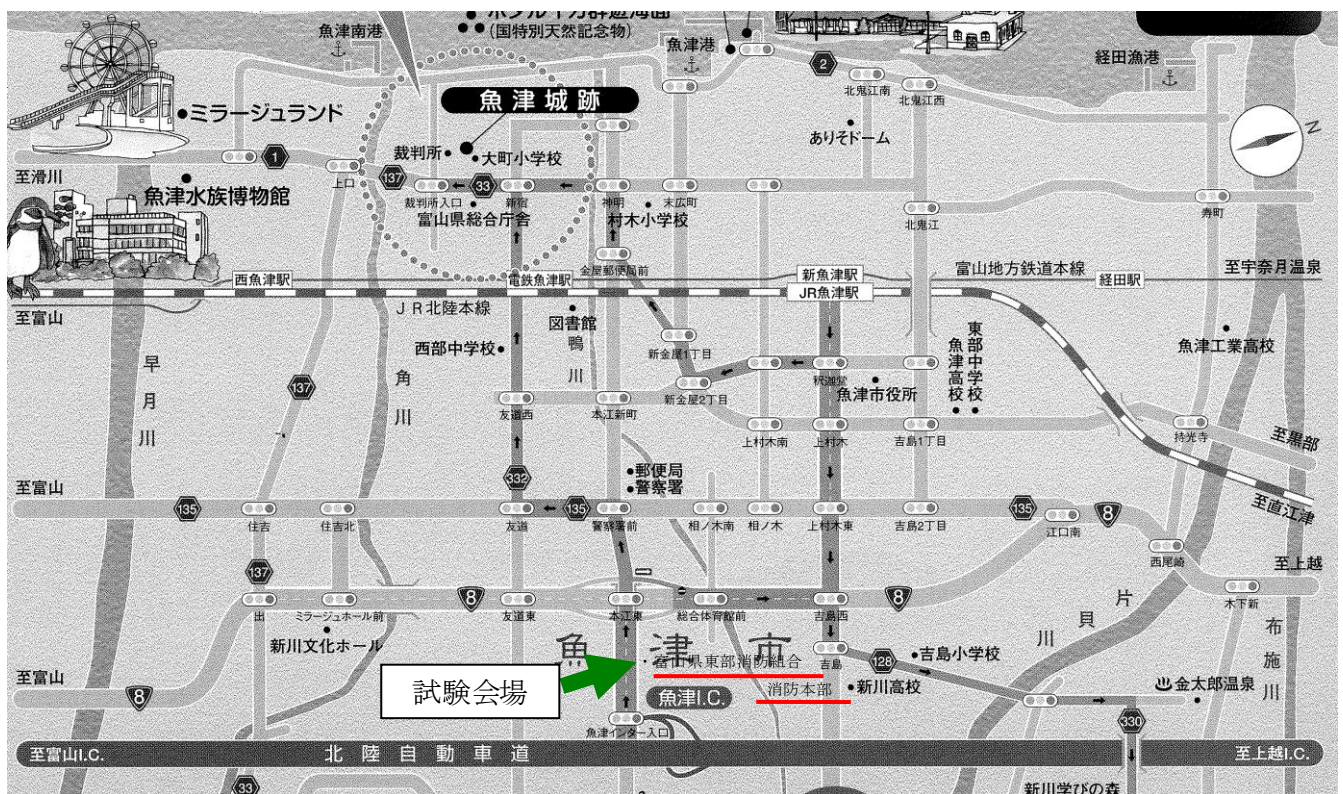 魚津南港
ホタルイカ群遊海面
(国特別天然記念物)
魚津港
2
経田漁港
北鬼江南
北鬼江西
ミラージュランド
魚津城跡
ありそドーム
N
裁判所
大町小学校
1
至滑川
上口
137
33
裁判所入口
新宿
神明
末広町
魚津水族博物館
富山県総合庁舎
村木小学校
北鬼江
寿町
金屋郵便局前
西魚津駅
電鉄魚津駅
新魚津駅
JR魚津駅
富山地方鉄道本線
経田駅
至宇奈月温泉
至富山
JR北陸本線
図書館
西部中学校
鴨川
新金屋1丁目
東部中学校
魚津高校
魚津工業高校
早月川
137
角川
釈迦堂
魚津市役所
新金屋2丁目
友道西
本江新町
上村木南
上村木
吉島1丁目
持光寺
至黒部
332
郵便局
警察署
至富山
135
住吉
住吉北
友道
135
警察署前
相ノ木南
相ノ木
上村木東
吉島2丁目
135
江口南
8
至直江津
西尾崎
至上越
137
出
ミラージュホール前
8
友道東
本江東
総合体育館前
吉島西
8
木下新
新川文化ホール
魚津市
片貝川
布施川
富山県東部消防組合
消防本部
吉島
128
吉島小学校
至富山
8
試験会場
魚津I.C.
新川高校
金太郎温泉
魚津インター入口
330
至富山I.C.
北陸自動車道
至上越I.C.
33
新川学びの森